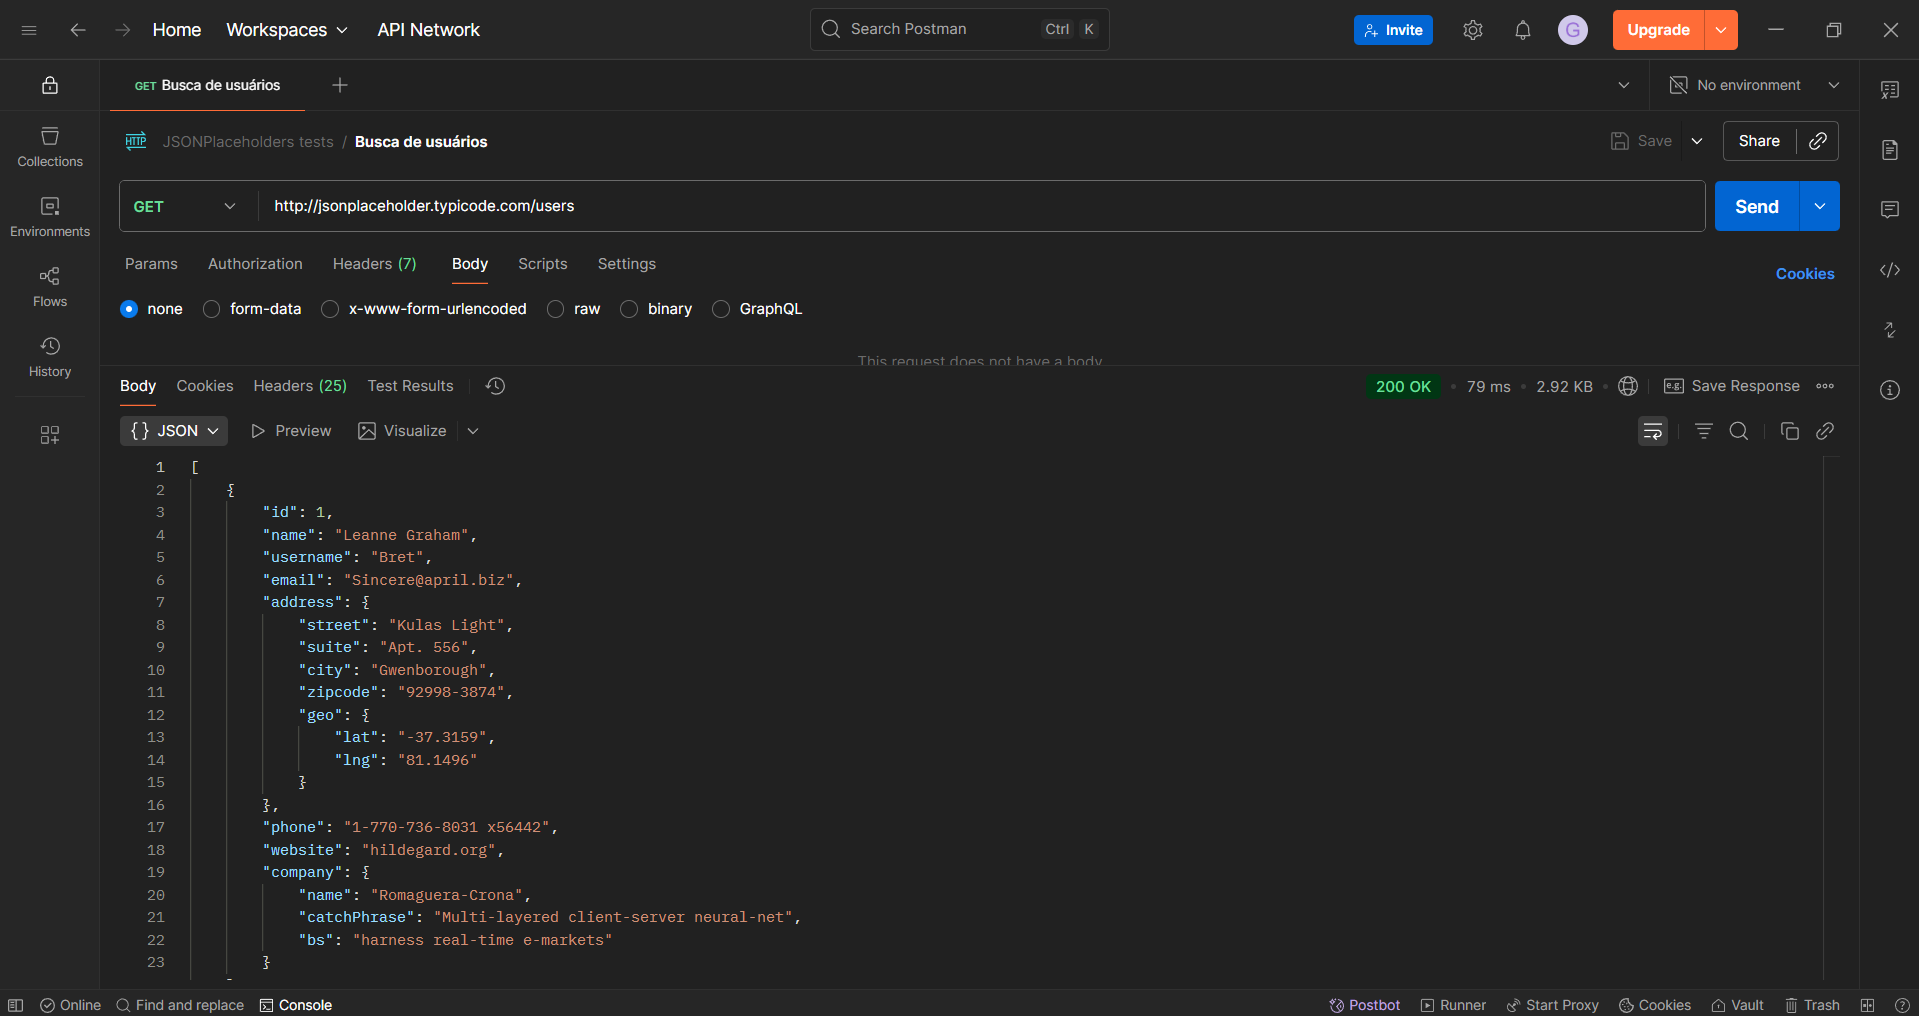 Home Workspaces API Network Search Postman Ctrl K Invite G Upgrade
GET Busca de usuários No environment
HTTP JSONPlaceholders tests / Busca de usuários Save Share
Collections
Environments
Flows
History
GET http://jsonplaceholder.typicode.com/users Send
Params Authorization Headers (7) Body Scripts Settings Cookies
none form-data x-www-form-urlencoded raw binary GraphQL
This request does not have a body
Body Cookies Headers (25) Test Results 200 OK • 79 ms • 2.92 KB • e.g. Save Response
{} JSON Preview Visualize
1 [
2 {
3 "id": 1,
4 "name": "Leanne Graham",
5 "username": "Bret",
6 "email": "Sincere@april.biz",
7 "address": {
8 "street": "Kulas Light",
9 "suite": "Apt. 556",
10 "city": "Gwenborough",
11 "zipcode": "92998-3874",
12 "geo": {
13 "lat": "-37.3159",
14 "lng": "81.1496"
15 }
16 },
17 "phone": "1-770-736-8031 x56442",
18 "website": "hildegard.org",
19 "company": {
20 "name": "Romaguera-Crona",
21 "catchPhrase": "Multi-layered client-server neural-net",
22 "bs": "harness real-time e-markets"
23 }
Online Find and replace Console Postbot Runner Start Proxy Cookies Vault Trash